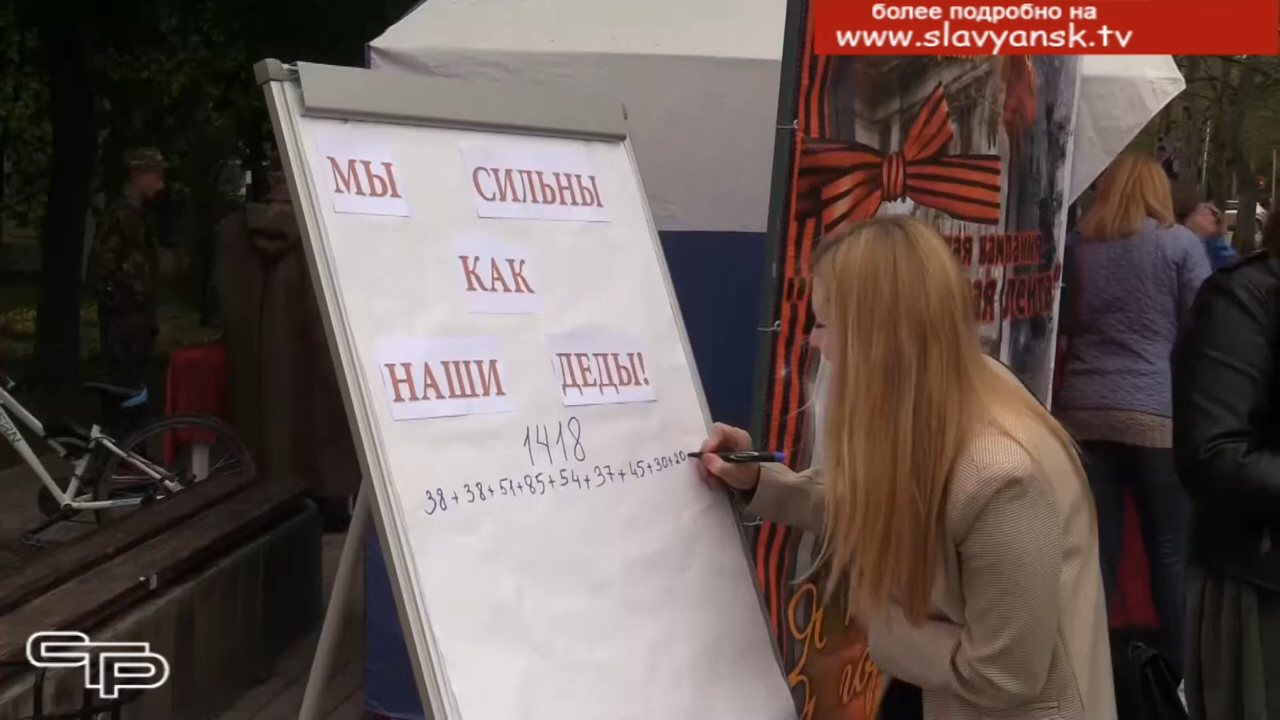 более подробно на
www.slavyansk.tv
МЫ СИЛЬНЫ
КАК
НАШИ ДЕДЫ!
1418
38+38+51+85+54+37+45+30+20
СТР
Я